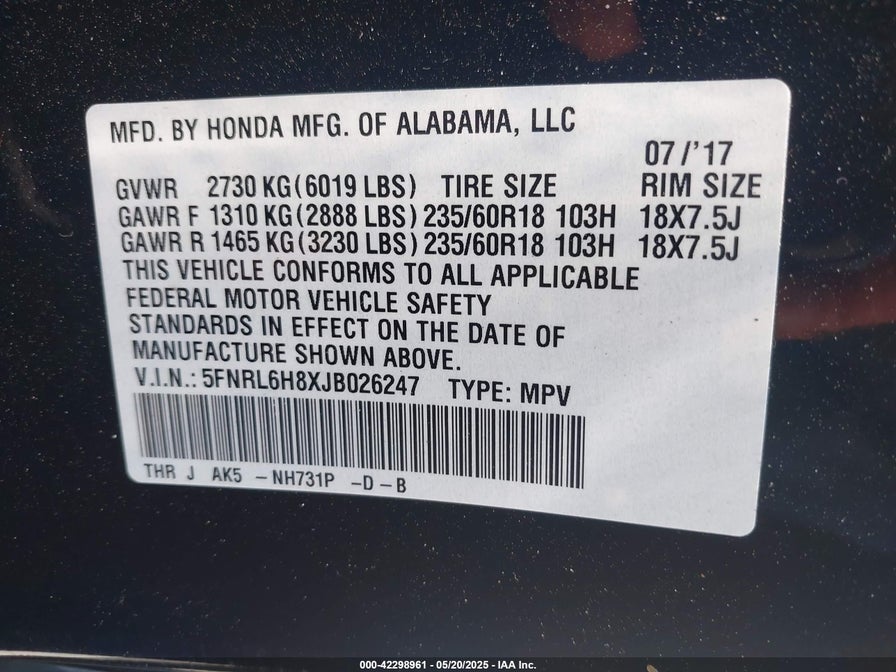 MFD. BY HONDA MFG. OF ALABAMA, LLC
07/'17
GVWR 2730 KG(6019 LBS) TIRE SIZE RIM SIZE
GAWR F 1310 KG(2888 LBS) 235/60R18 103H 18X7.5J
GAWR R 1465 KG(3230 LBS) 235/60R18 103H 18X7.5J
THIS VEHICLE CONFORMS TO ALL APPLICABLE
FEDERAL MOTOR VEHICLE SAFETY
STANDARDS IN EFFECT ON THE DATE OF
MANUFACTURE SHOWN ABOVE.
V.I.N.: 5FNRL6H8XJB026247 TYPE: MPV
THR J AK5 -NH731P -D-B
000-42298961 — 05/20/2025 — IAA Inc.